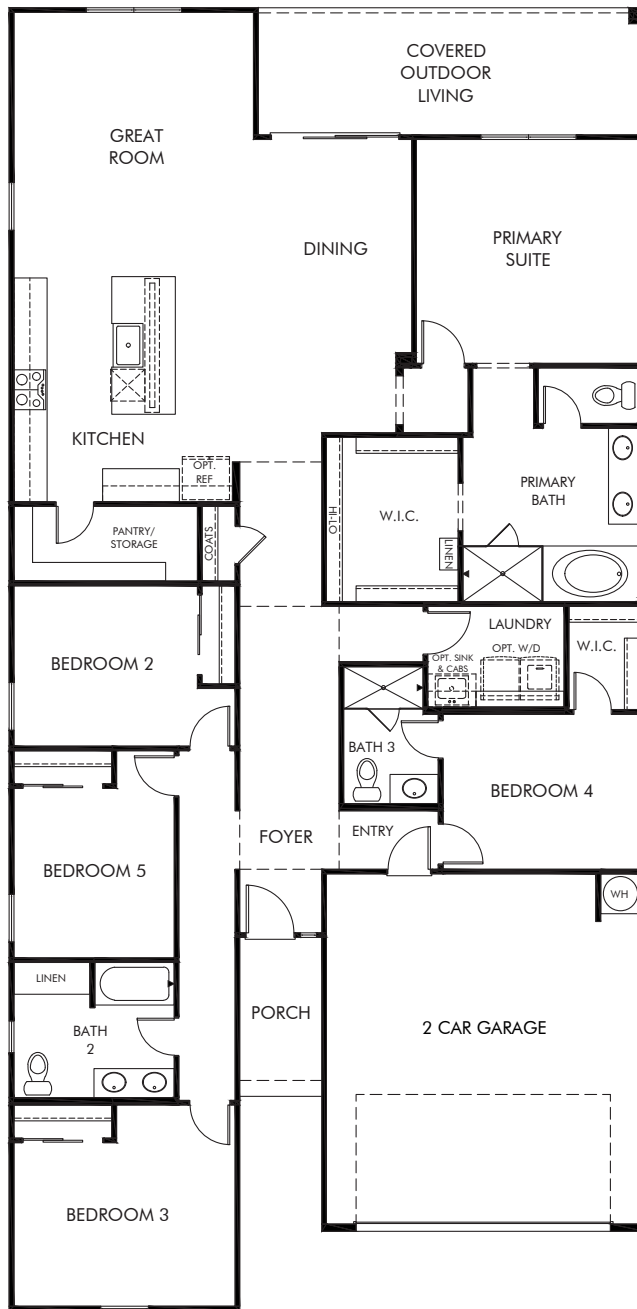 COVERED
OUTDOOR
LIVING
GREAT
ROOM
DINING
PRIMARY
SUITE
KITCHEN
OPT.
REF
PANTRY/
STORAGE
COATS
HI-LO
W.I.C.
LINEN
PRIMARY
BATH
LAUNDRY
OPT. W/D
OPT. SINK
& CABS
W.I.C.
BEDROOM 2
BATH 3
BEDROOM 4
FOYER
ENTRY
BEDROOM 5
WH
LINEN
BATH
2
PORCH
2 CAR GARAGE
BEDROOM 3